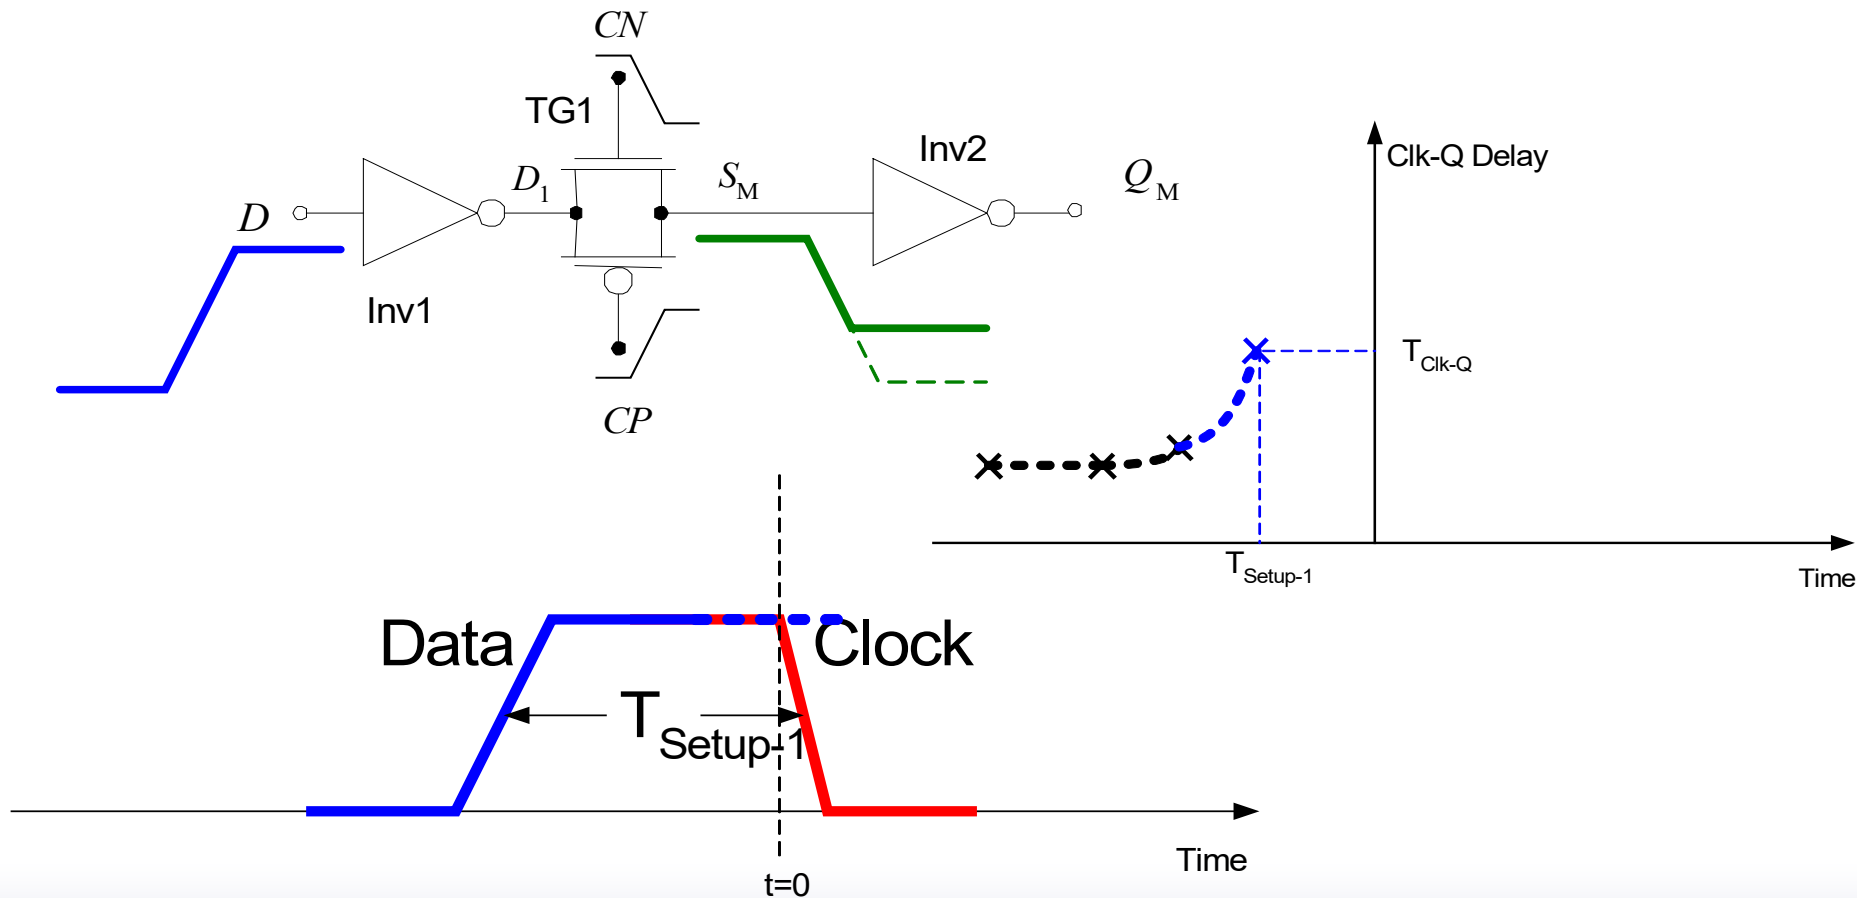 CN
TG1
Inv2
Clk-Q Delay
D
D1
SM
QM
Inv1
TClk-Q
CP
TSetup-1
Time
Data
Clock
TSetup-1
Time
t=0